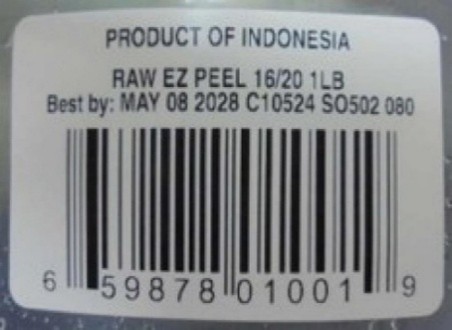 PRODUCT OF INDONESIA
RAW EZ PEEL 16/20 1LB
Best by: MAY 08 2028 C10524 SO502 080
6 59878 01001 9